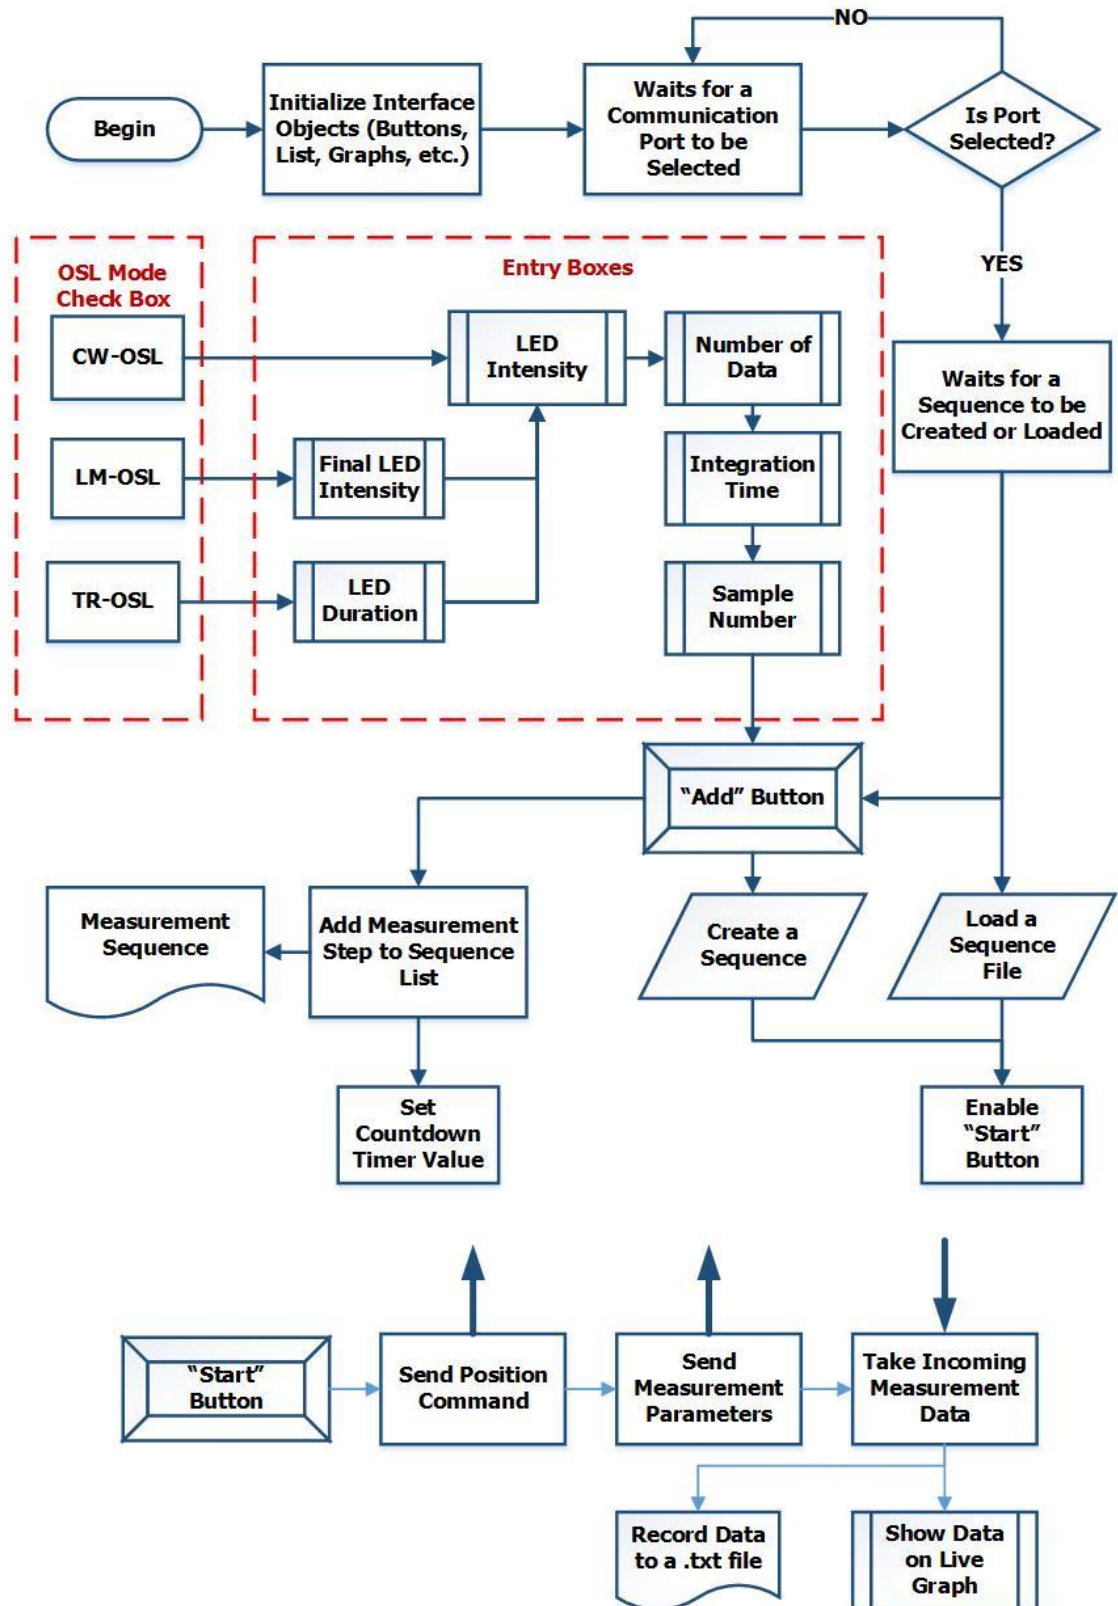 NO
Begin
Initialize Interface
Objects (Buttons,
List, Graphs, etc.)
Waits for a
Communication
Port to be
Selected
Is Port
Selected?
YES
OSL Mode
Check Box
Entry Boxes
CW-OSL
LED
Intensity
Number of
Data
Waits for a
Sequence to be
Created or Loaded
LM-OSL
Final LED
Intensity
Integration
Time
TR-OSL
LED
Duration
Sample
Number
“Add” Button
Measurement
Sequence
Add Measurement
Step to Sequence
List
Create a
Sequence
Load a
Sequence
File
Set
Countdown
Timer Value
Enable
“Start”
Button
“Start”
Button
Send Position
Command
Send
Measurement
Parameters
Take Incoming
Measurement
Data
Record Data
to a .txt file
Show Data
on Live
Graph